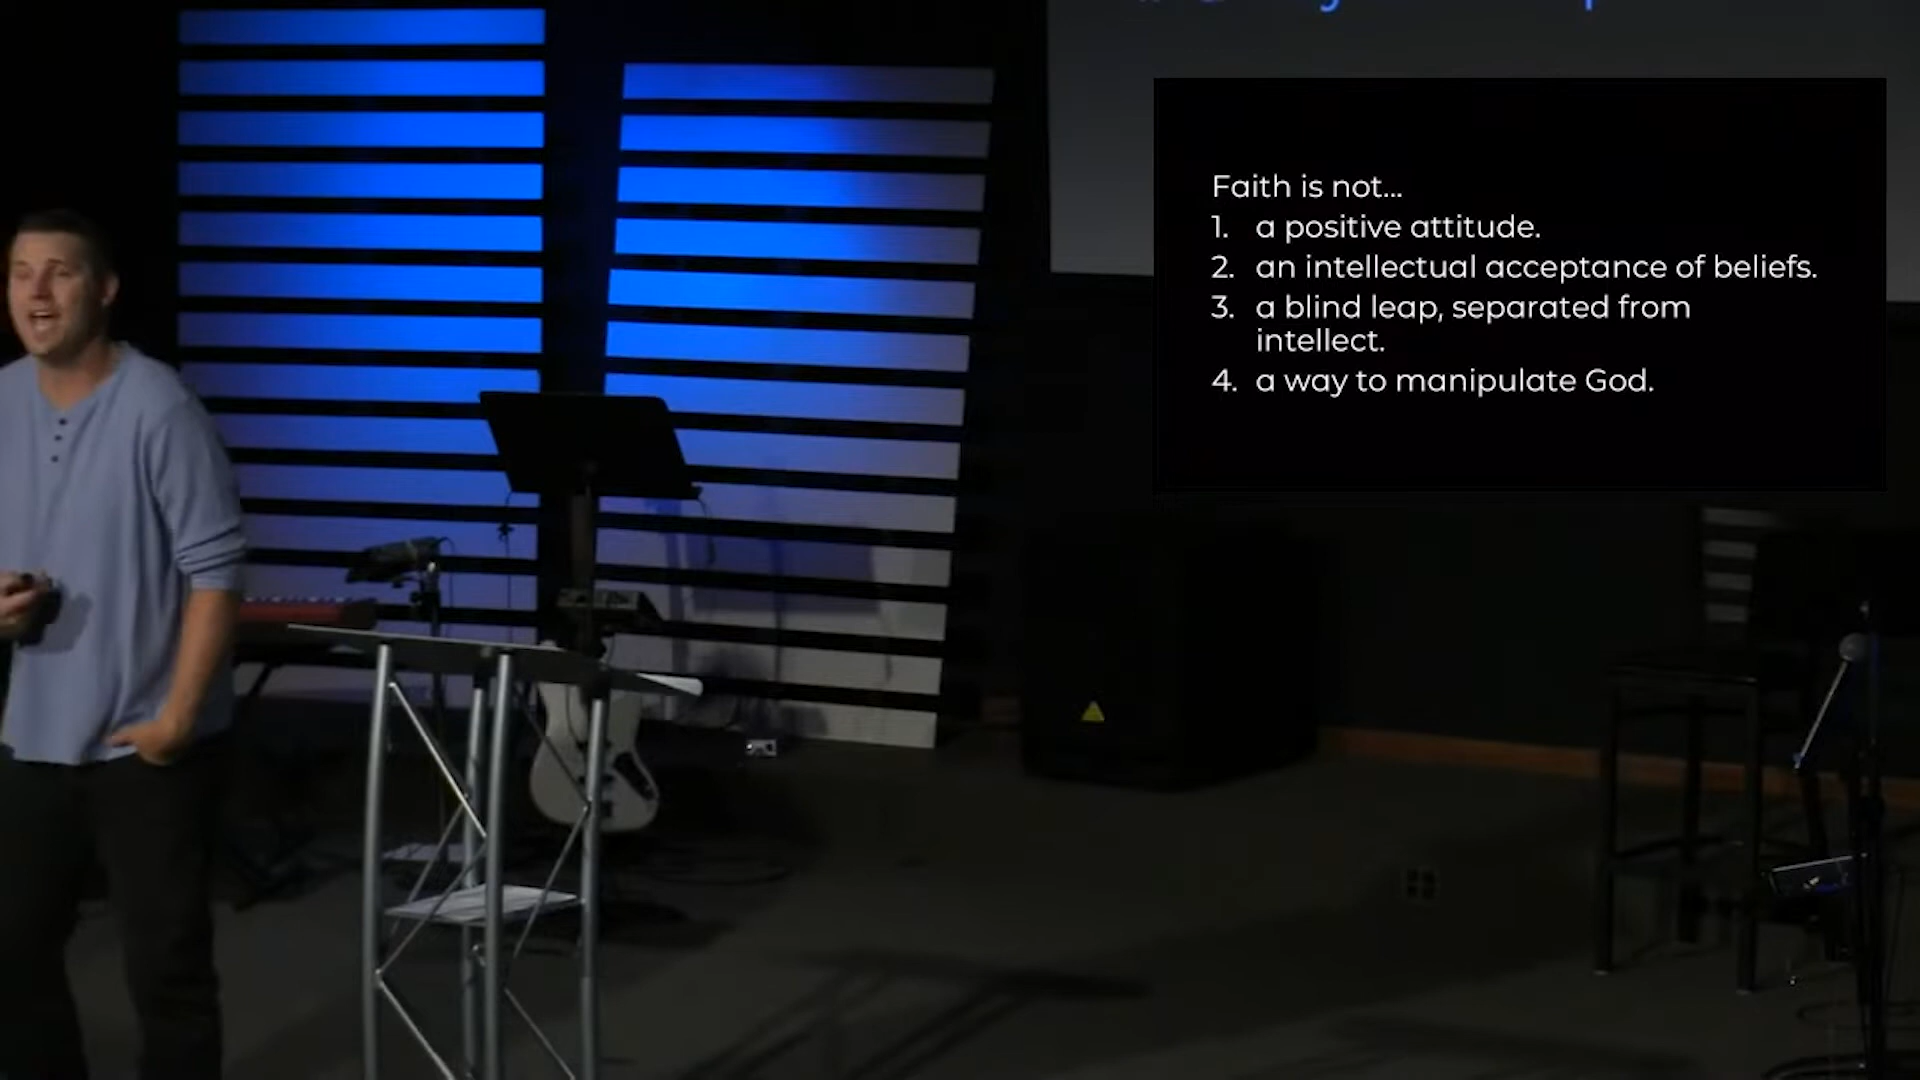 Faith is not...
1. a positive attitude.
2. an intellectual acceptance of beliefs.
3. a blind leap, separated from
intellect.
4. a way to manipulate God.